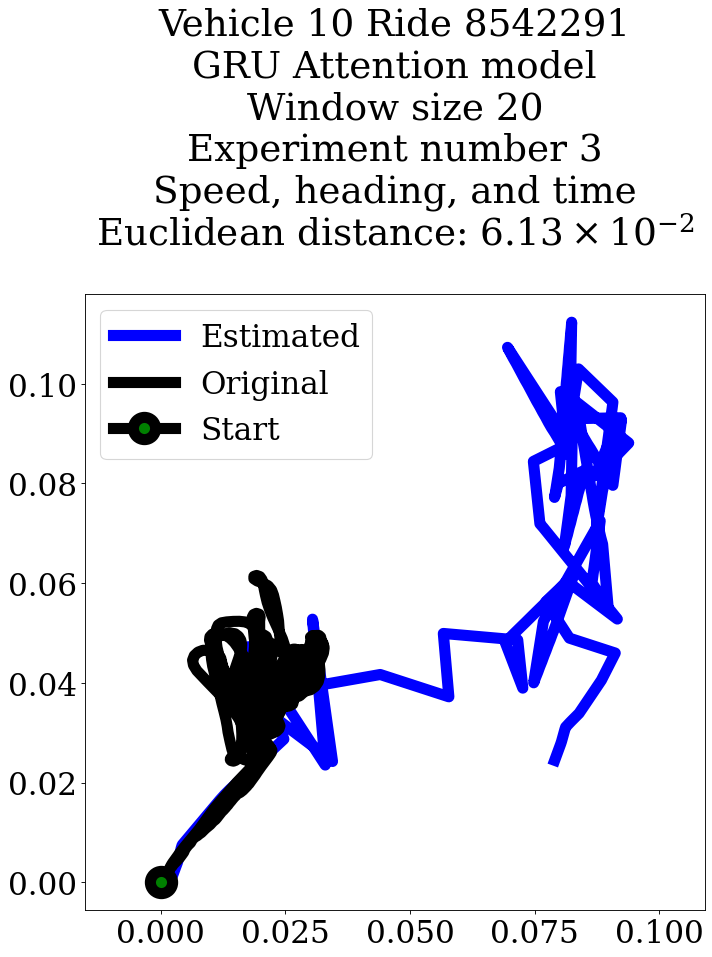 Vehicle 10 Ride 8542291
GRU Attention model
Window size 20
Experiment number 3
Speed, heading, and time
Euclidean distance: 6.13 × 10⁻²
Estimated
Original
Start
0.10
0.08
0.06
0.04
0.02
0.00
0.000 0.025 0.050 0.075 0.100